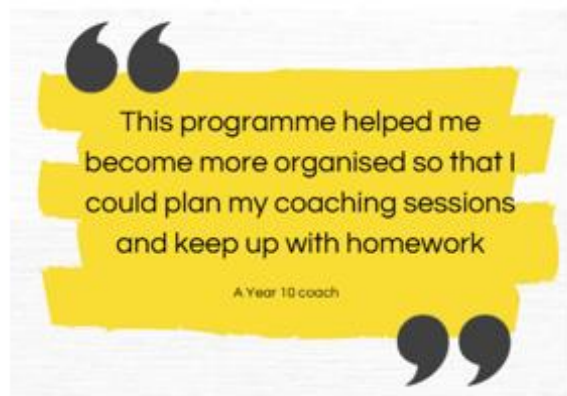 This programme helped me
become more organised so that I
could plan my coaching sessions
and keep up with homework
A Year 10 coach